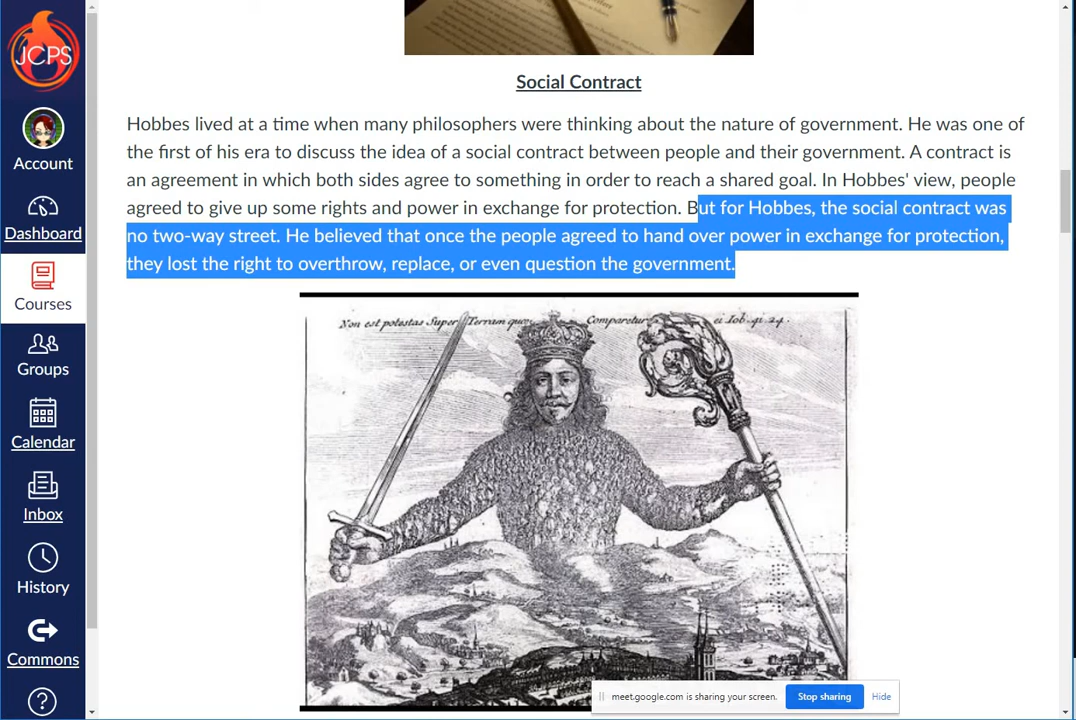 JCPS
Account
Dashboard
Courses
Groups
Calendar
Inbox
History
Commons
Social Contract
Hobbes lived at a time when many philosophers were thinking about the nature of government. He was one of
the first of his era to discuss the idea of a social contract between people and their government. A contract is
an agreement in which both sides agree to something in order to reach a shared goal. In Hobbes' view, people
agreed to give up some rights and power in exchange for protection. But for Hobbes, the social contract was
no two-way street. He believed that once the people agreed to hand over power in exchange for protection,
they lost the right to overthrow, replace, or even question the government.
Non est potestas Super Terram quæ Comparetur ei Iob. 41. 24.
meet.google.com is sharing your screen.
Stop sharing
Hide